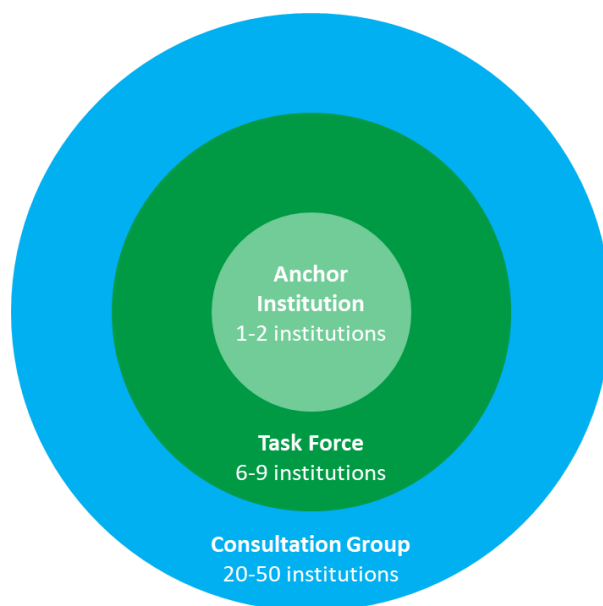 Anchor
Institution
1-2 institutions
Task Force
6-9 institutions
Consultation Group
20-50 institutions